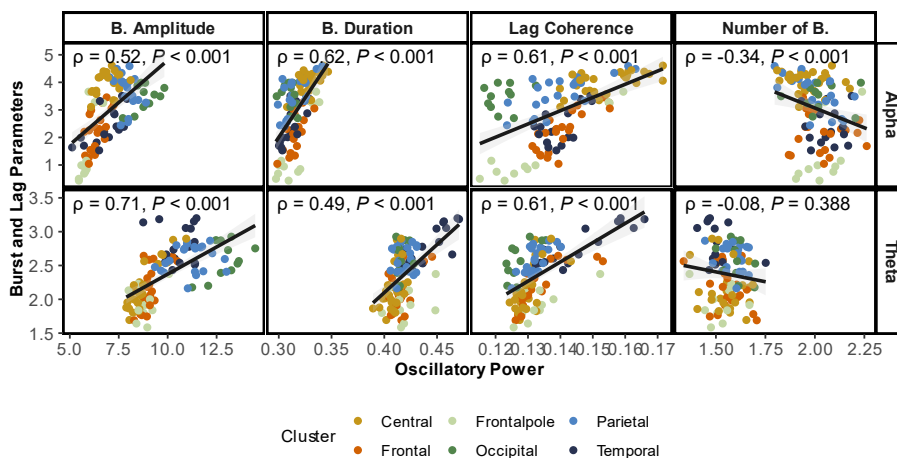 B. Amplitude B. Duration Lag Coherence Number of B.
ρ = 0.52, P < 0.001 ρ = 0.62, P < 0.001 ρ = 0.61, P < 0.001 ρ = -0.34, P < 0.001
5
4
3
2
1
Alpha
ρ = 0.71, P < 0.001 ρ = 0.49, P < 0.001 ρ = 0.61, P < 0.001 ρ = -0.08, P = 0.388
3.5
3.0
2.5
2.0
1.5
Theta
Burst and Lag Parameters
5.0 7.5 10.0 12.5 0.30 0.35 0.40 0.45 0.12 0.13 0.14 0.15 0.16 0.17 1.50 1.75 2.00 2.25
Oscillatory Power
Cluster
Central Frontalpole Parietal
Frontal Occipital Temporal